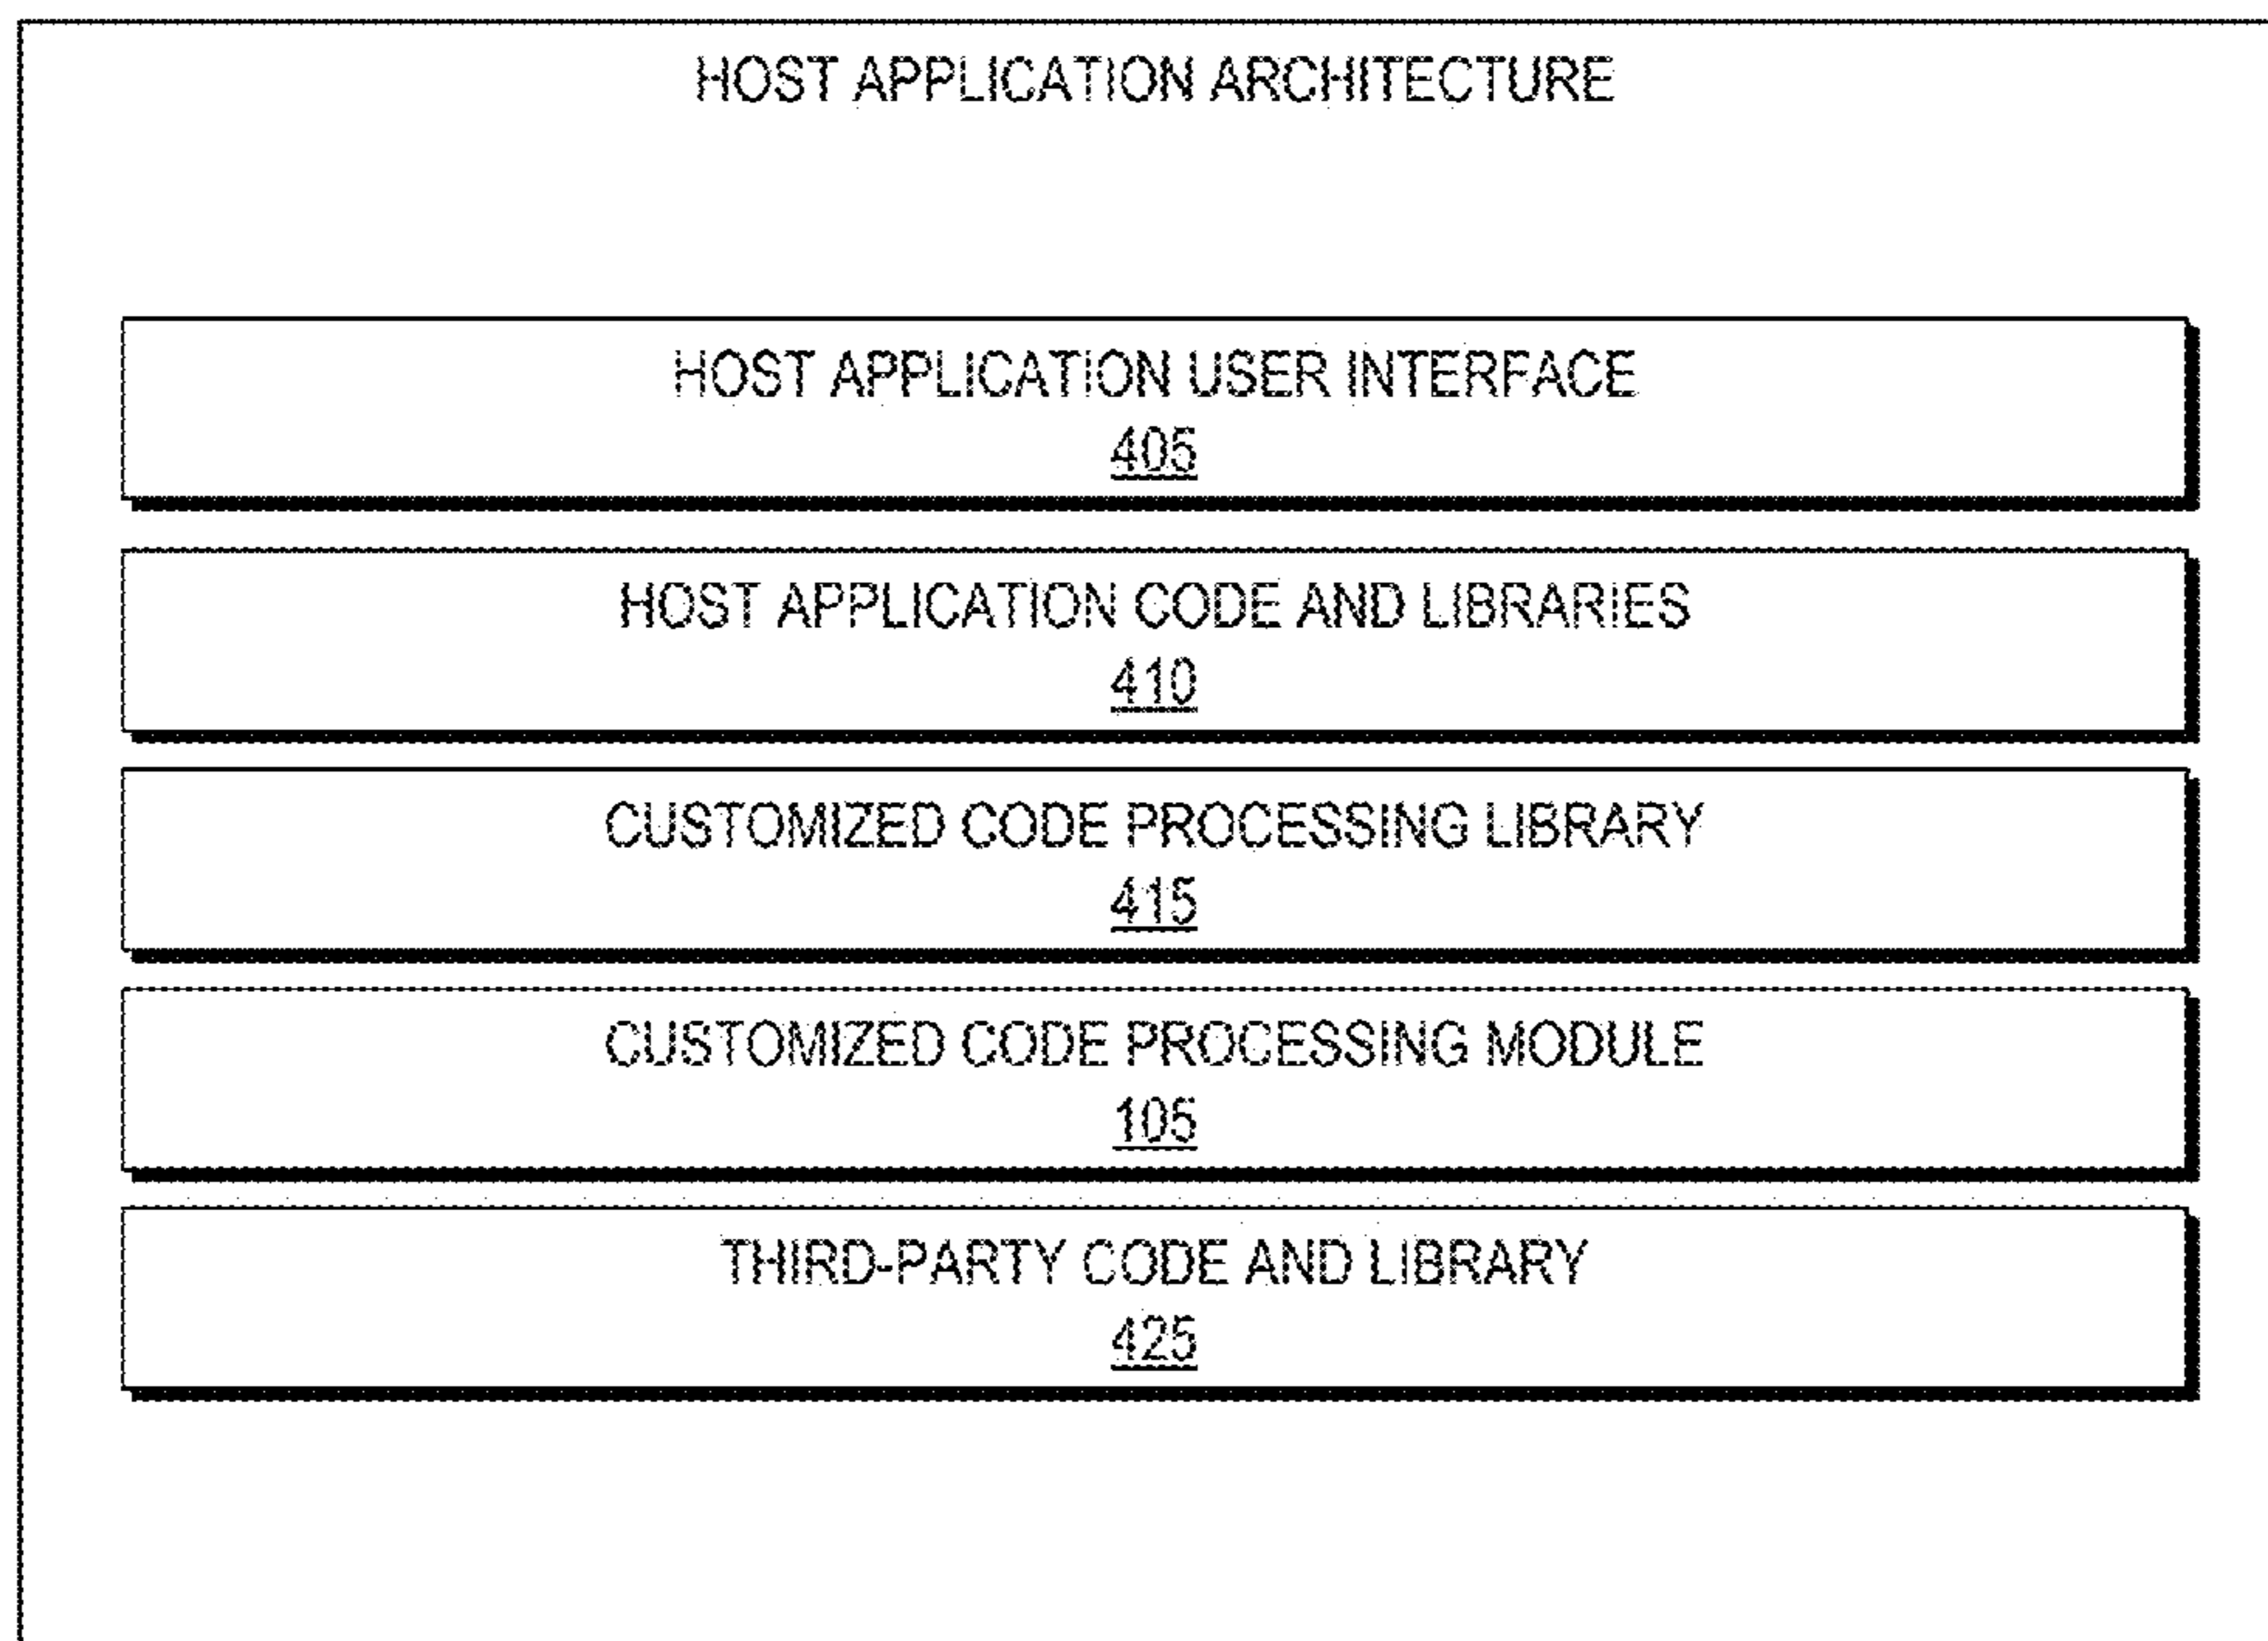 HOST APPLICATION ARCHITECTURE
HOST APPLICATION USER INTERFACE
405
HOST APPLICATION CODE AND LIBRARIES
410
CUSTOMIZED CODE PROCESSING LIBRARY
415
CUSTOMIZED CODE PROCESSING MODULE
105
THIRD-PARTY CODE AND LIBRARY
425